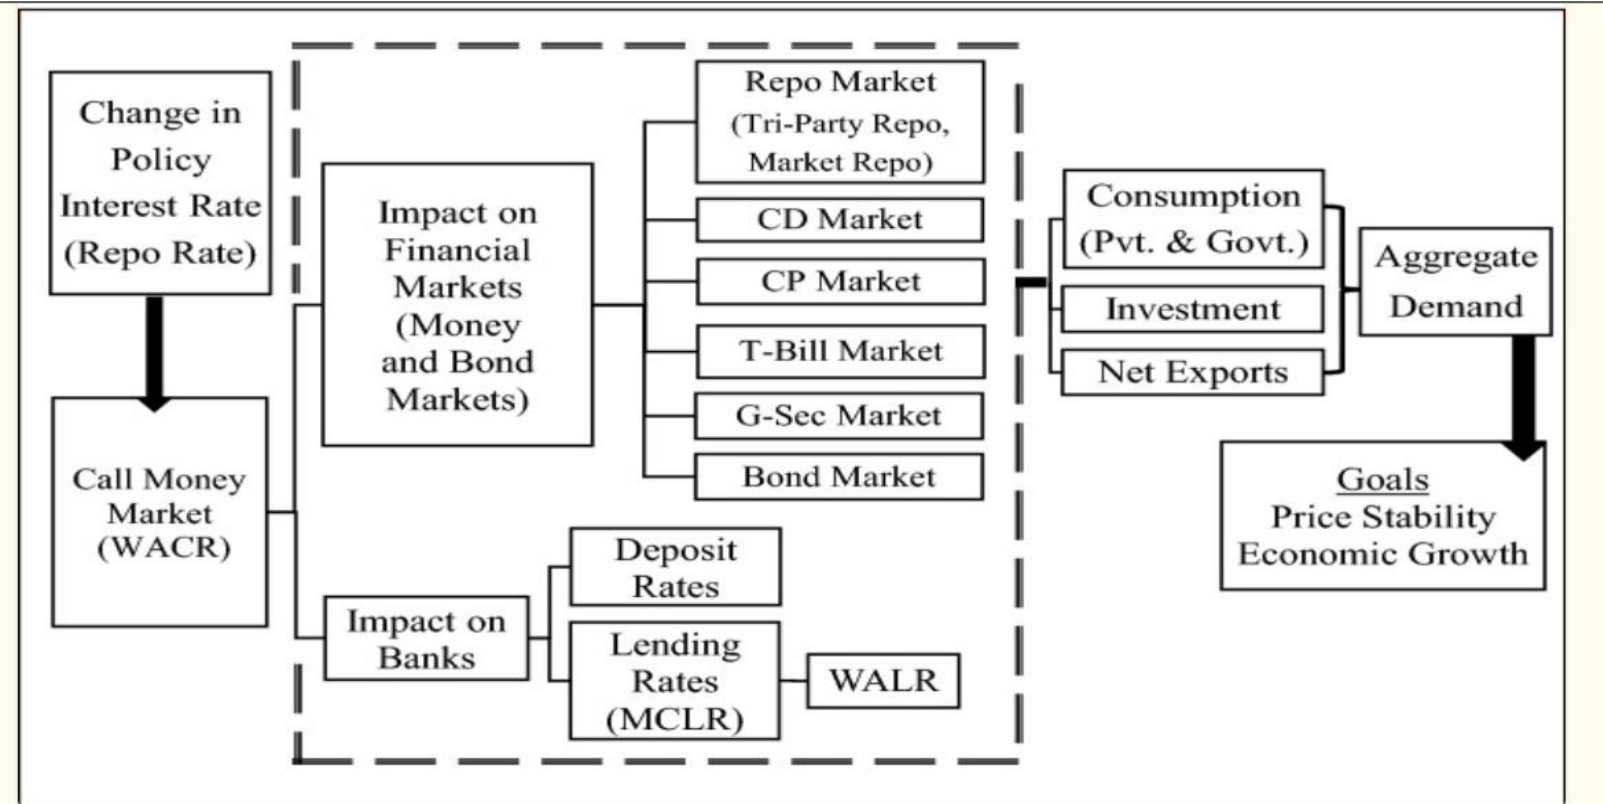 Change in
Policy
Interest Rate
(Repo Rate)
Call Money
Market
(WACR)
Impact on
Financial
Markets
(Money
and Bond
Markets)
Repo Market
(Tri-Party Repo,
Market Repo)
CD Market
CP Market
T-Bill Market
G-Sec Market
Bond Market
Impact on
Banks
Deposit
Rates
Lending
Rates
(MCLR)
WALR
Consumption
(Pvt. & Govt.)
Investment
Net Exports
Aggregate
Demand
Goals
Price Stability
Economic Growth